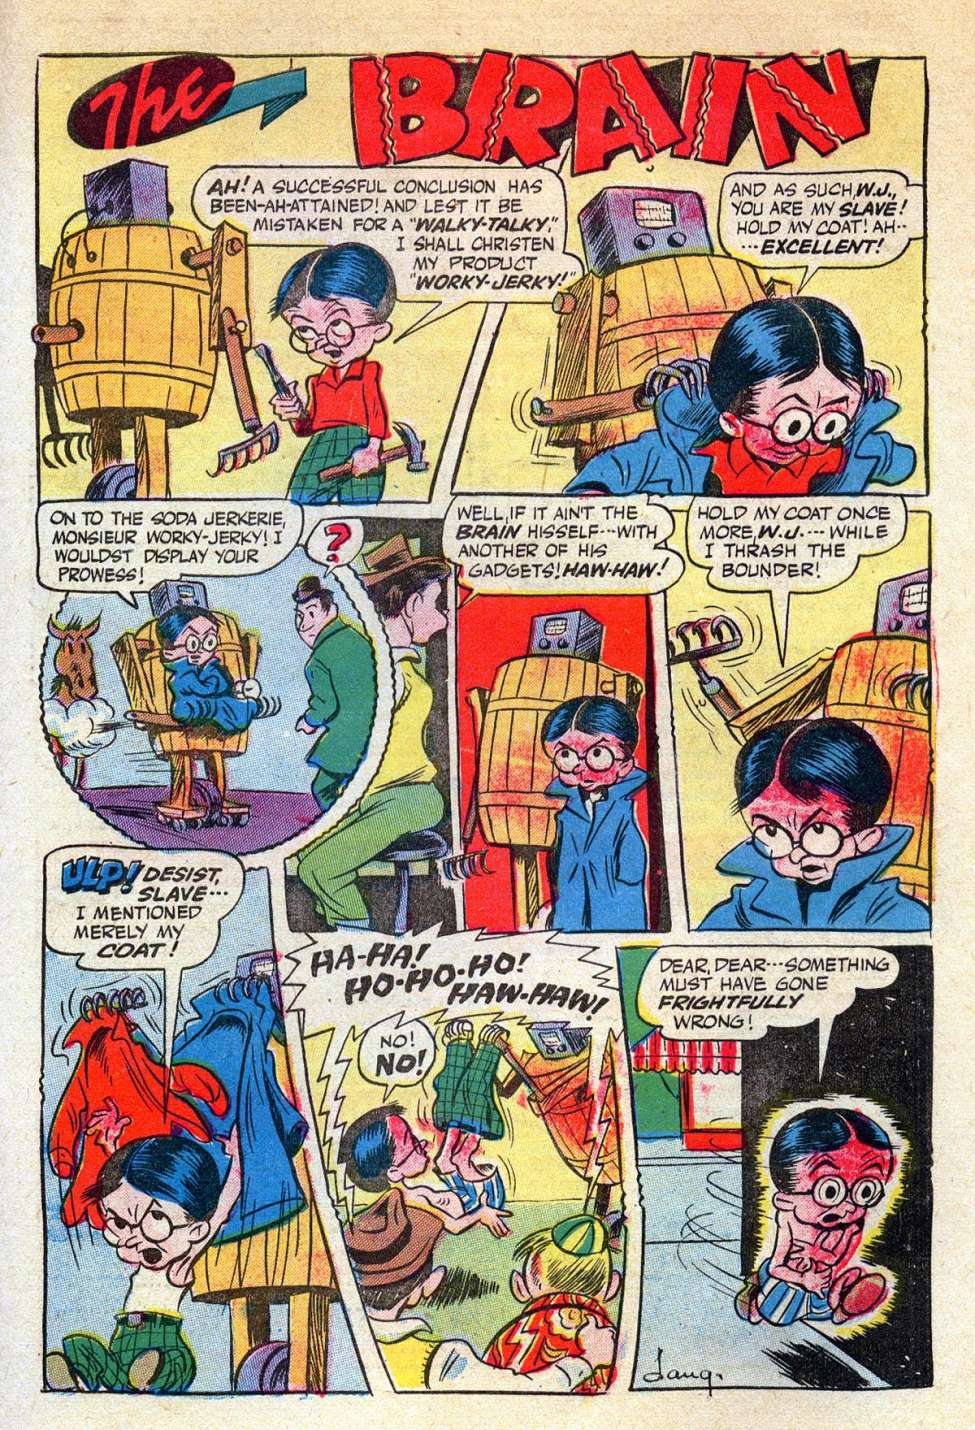 The BRAIN
AH! A SUCCESSFUL CONCLUSION HAS
BEEN-AH-ATTAINED! AND LEST IT BE
MISTAKEN FOR A "WALKY-TALKY,"
I SHALL CHRISTEN
MY PRODUCT
"WORKY-JERKY!"
AND AS SUCH, W.J.,
YOU ARE MY SLAVE!
HOLD MY COAT! AH--
---EXCELLENT!
ON TO THE SODA JERKERIE,
MONSIEUR WORKY-JERKY! I
WOULDST DISPLAY YOUR
PROWESS!
?
WELL, IF IT AIN'T THE
BRAIN HISSELF---WITH
ANOTHER OF HIS
GADGETS! HAW-HAW!
HOLD MY COAT ONCE
MORE, W.J. --- WHILE
I THRASH THE
BOUNDER!
ULP! DESIST,
SLAVE---
I MENTIONED
MERELY MY
COAT!
HA-HA!
HO-HO-HO!
HAW-HAW!
NO!
NO!
DEAR, DEAR---SOMETHING
MUST HAVE GONE
FRIGHTFULLY
WRONG!